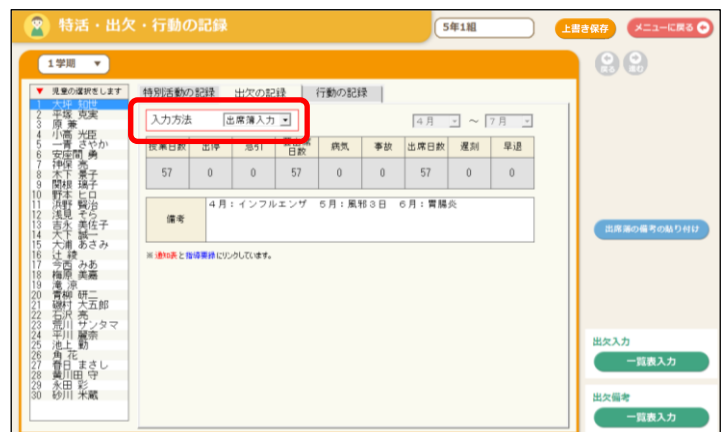 特活・出欠・行動の記録
5年1組
上書き保存
メニューに戻る
1学期 ▼
戻る 進む
▼ 児童の選択をします
1 大坪 知世
2 平塚 克実
3 原 兼
4 小高 光臣
5 一青 さやか
6 安座間 勇
7 神保 亮
8 木下 景子
9 関根 瑞子
10 野本 ヒロ
11 浜野 賢治
12 浅見 そら
13 吉永 美佐子
14 大下 誠一
15 大浦 あさみ
16 辻 綾
17 今西 みあ
18 梅原 美嘉
19 滝 涼
20 青柳 研二
21 磯村 大五郎
22 石沢 亮
23 荒川 サンタマ
24 平川 麗奈
25 池上 勤
26 角 花
27 春日 まさし
28 黄川田 守
29 永田 彩
30 砂川 米蔵
特別活動の記録 出欠の記録 行動の記録
入力方法 出席簿入力
4月 ～ 7月
授業日数 出停 忌引 日数 病気 事故 出席日数 遅刻 早退
57 0 0 57 0 0 57 0 0
備考
4月：インフルエンザ 5月：風邪3日 6月：胃腸炎
※ 通知表と指導要録にリンクしています。
出席簿の備考の貼り付け
出欠入力
一覧表入力
出欠備考
一覧表入力